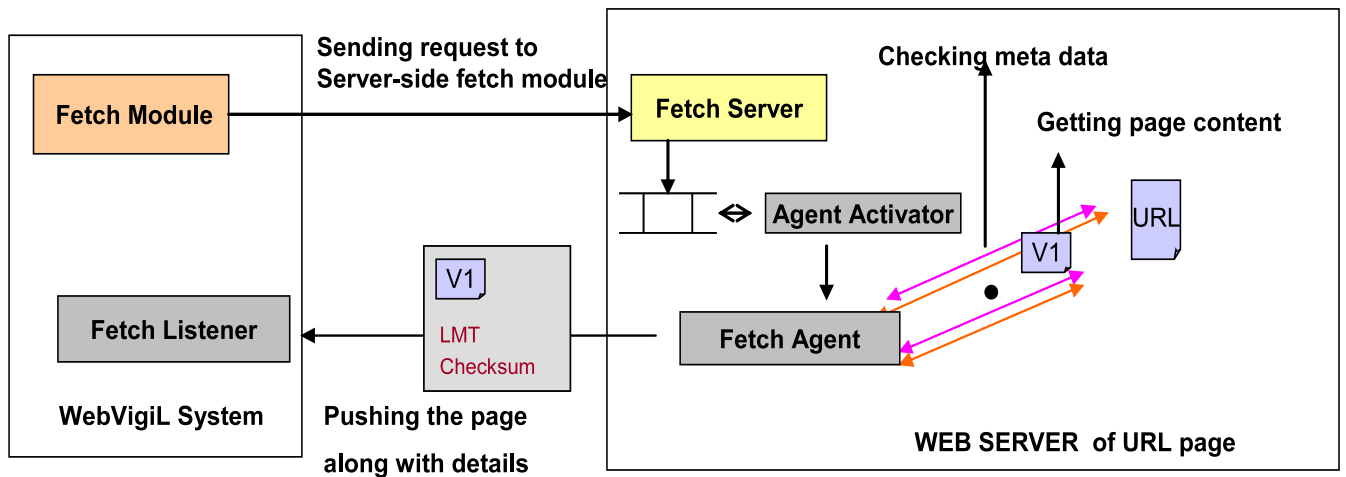 Sending request to
Server-side fetch module
Checking meta data
Fetch Module
Fetch Server
Getting page content
Agent Activator
URL
V1
V1
Fetch Listener
LMT
Checksum
Fetch Agent
WebVigiL System
Pushing the page
along with details
WEB SERVER of URL page